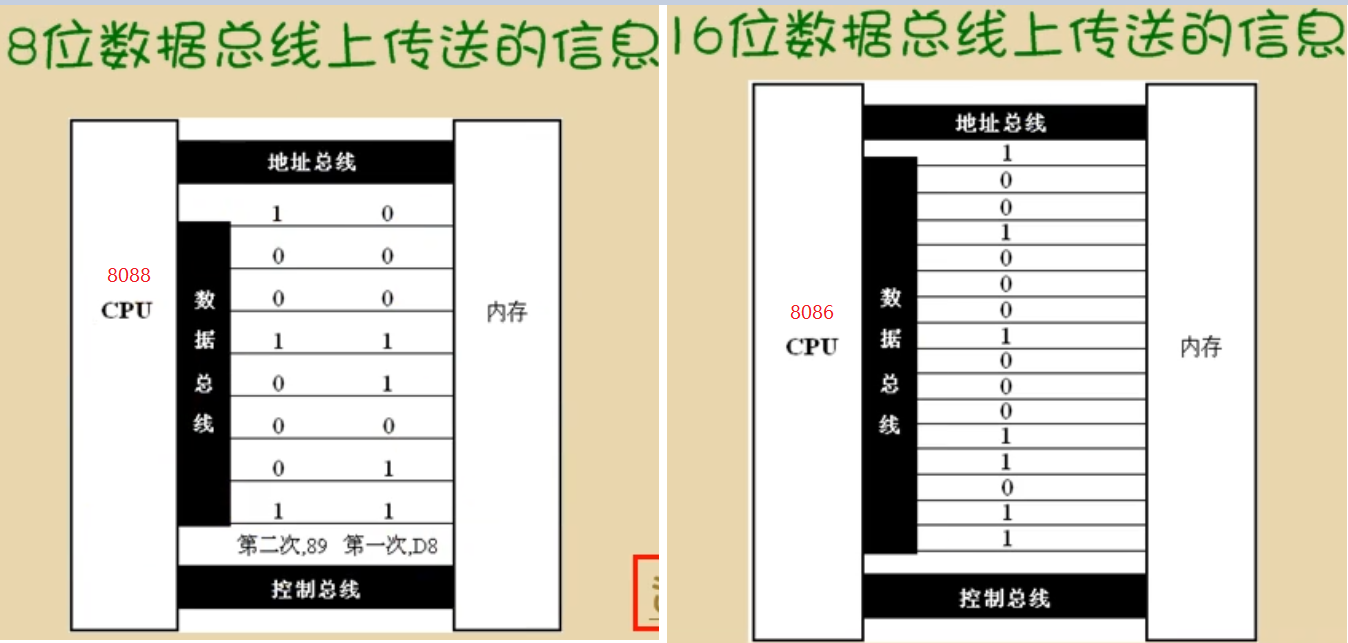 8位数据总线上传送的信息
地址总线
1 0
0 0
0 0
1 1
0 1
0 0
0 1
1 1
8088
CPU
数据总线
内存
第二次,89 第一次,D8
控制总线
16位数据总线上传送的信息
地址总线
1
0
0
1
0
0
0
1
0
0
0
1
1
0
1
1
8086
CPU
数据总线
内存
控制总线